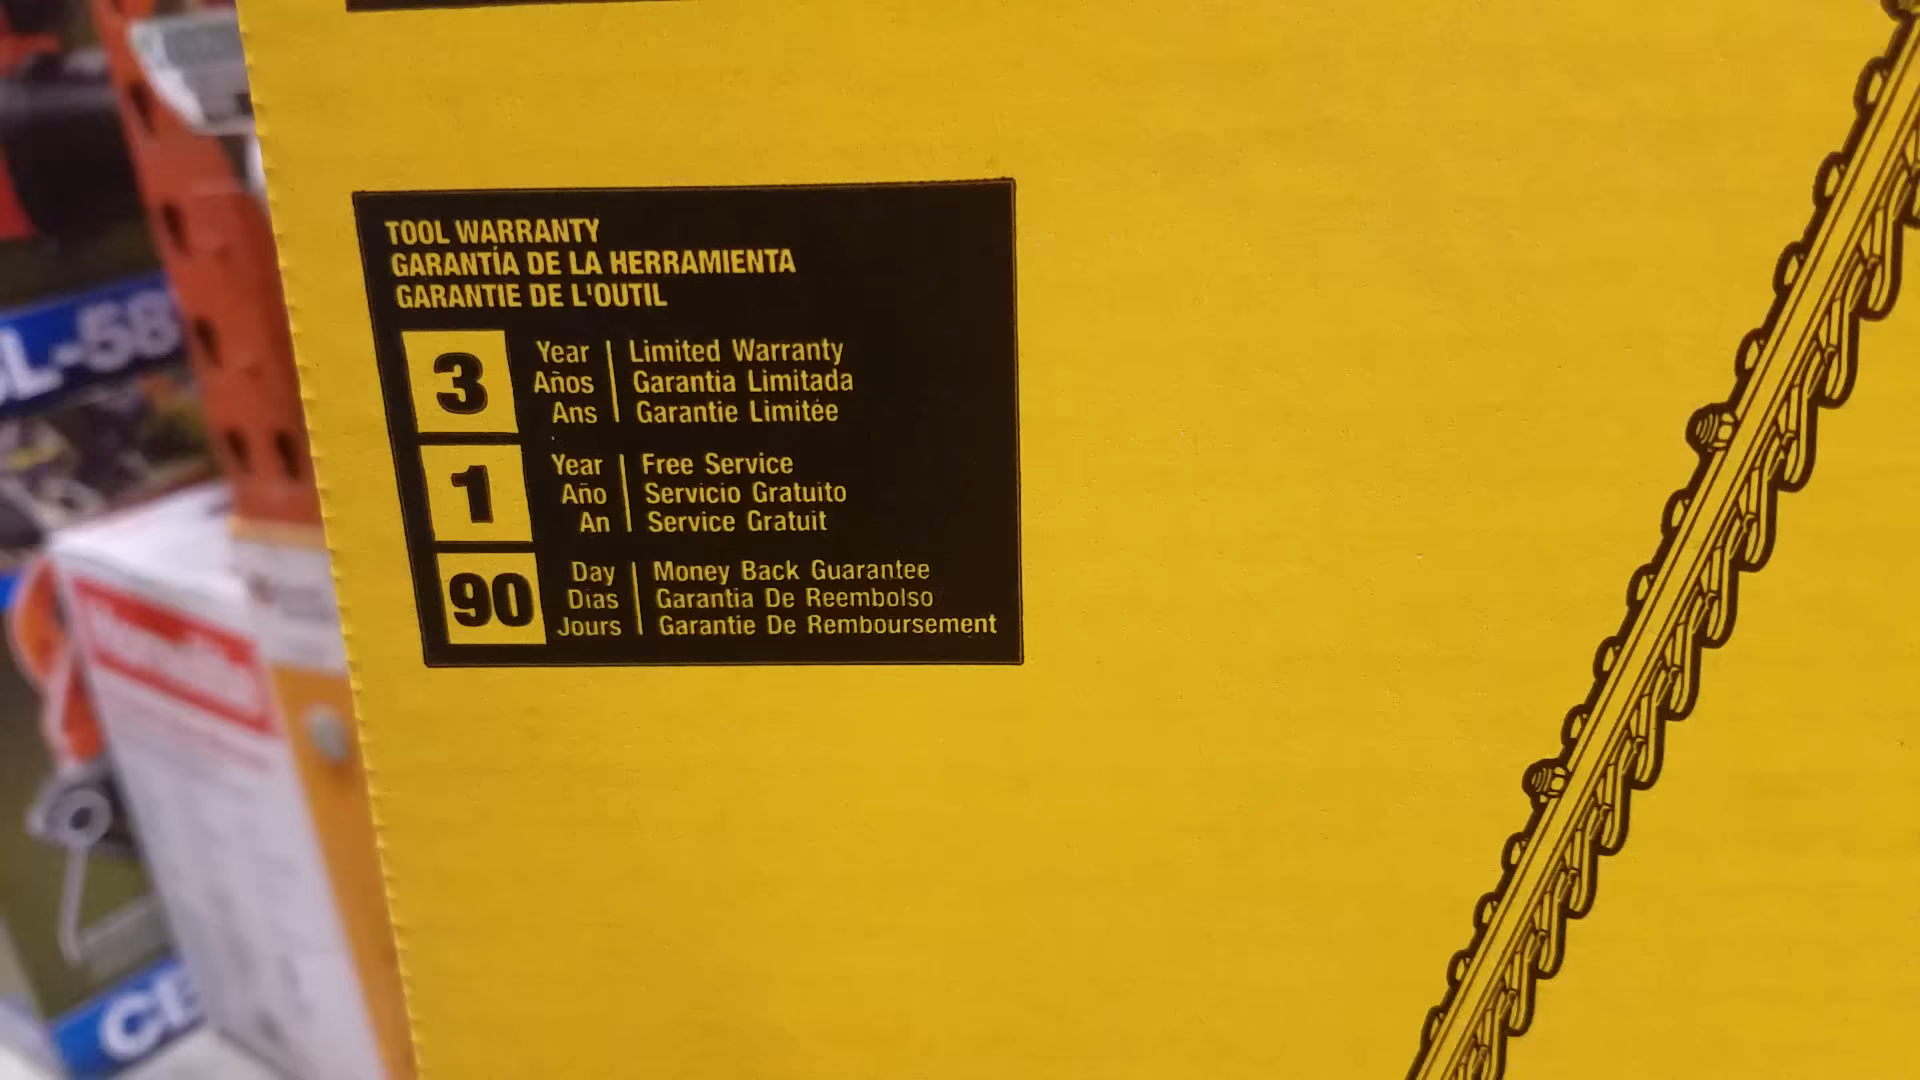 TOOL WARRANTY
GARANTÍA DE LA HERRAMIENTA
GARANTIE DE L'OUTIL
3
Year | Limited Warranty
Años | Garantia Limitada
Ans | Garantie Limitée
1
Year | Free Service
Año | Servicio Gratuito
An | Service Gratuit
90
Day | Money Back Guarantee
Días | Garantia De Reembolso
Jours | Garantie De Remboursement